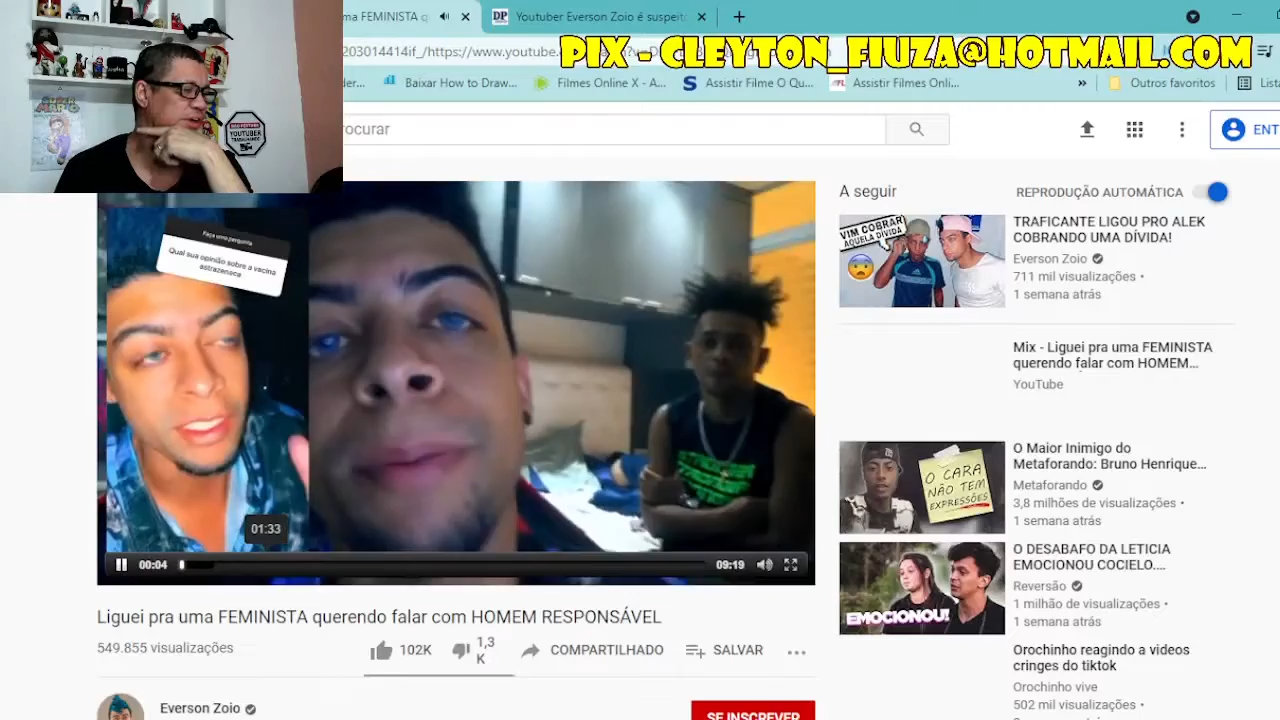 ma FEMINISTA q
DP Youtuber Everson Zoio é suspeit
203014414if_/https://www.youtube.
PIX - CLEYTON_FIUZA@HOTMAIL.COM
der...
Baixar How to Draw...
Filmes Online X - A...
S Assistir Filme O Qu...
Assistir Filmes Onli...
»
Outros favoritos
List
rocurar
ENT
YOUTUBER
TRABALHANDO
A seguir
REPRODUÇÃO AUTOMÁTICA
Faça uma pergunta
Qual sua opinião sobre a vacina
astrazeneca
VIM COBRAR
AQUELA DÍVIDA!
TRAFICANTE LIGOU PRO ALEK
COBRANDO UMA DÍVIDA!
Everson Zoio
711 mil visualizações •
1 semana atrás
Mix - Liguei pra uma FEMINISTA
querendo falar com HOMEM...
YouTube
O CARA
NÃO TEM
EXPRESSÕES
O Maior Inimigo do
Metaforando: Bruno Henrique...
Metaforando
3,8 milhões de visualizações •
1 semana atrás
EMOCIONOU!
O DESABAFO DA LETICIA
EMOCIONOU COCIELO....
Reversão
1 milhão de visualizações •
1 semana atrás
Orochinho reagindo a videos
cringes do tiktok
Orochinho vive
502 mil visualizações •
01:33
00:04
09:19
Liguei pra uma FEMINISTA querendo falar com HOMEM RESPONSÁVEL
549.855 visualizações
102K
1,3
K
COMPARTILHADO
SALVAR
Everson Zoio
SE INSCREVER